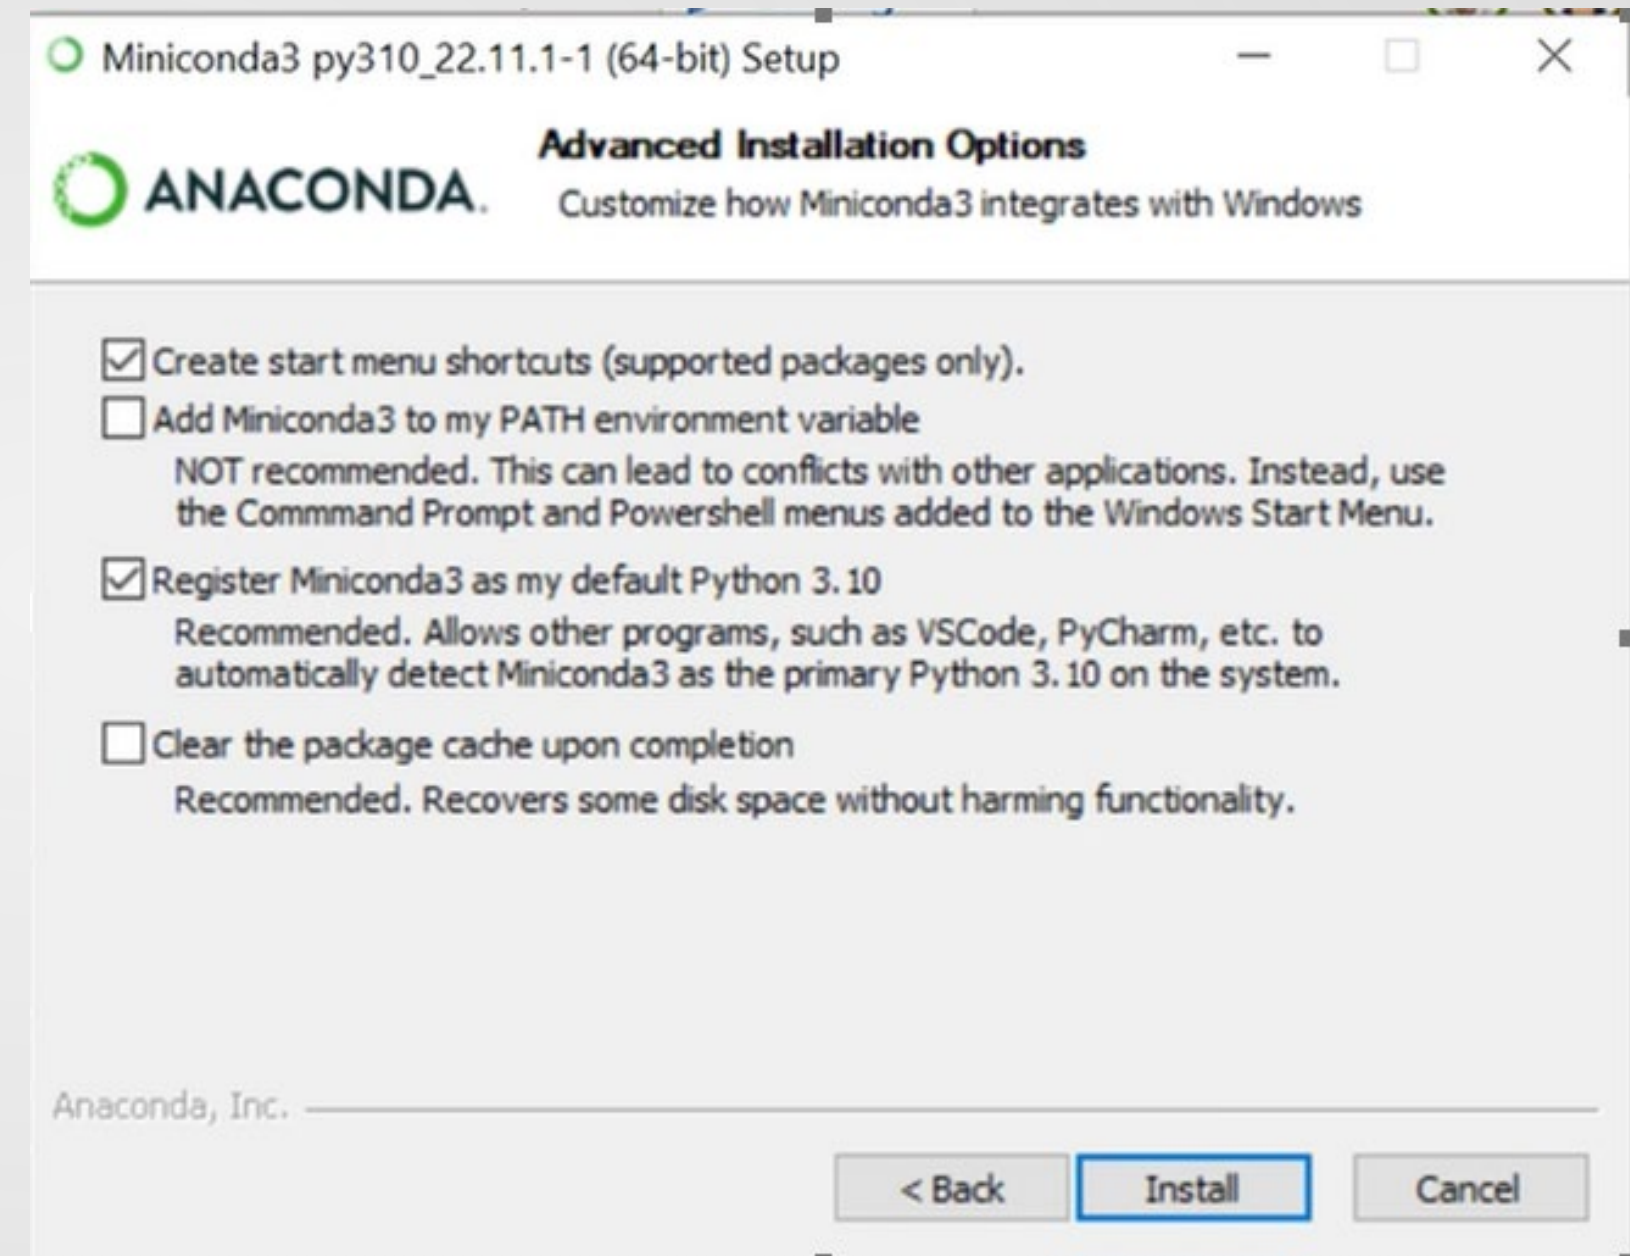 Miniconda3 py310_22.11.1-1 (64-bit) Setup
ANACONDA.
Advanced Installation Options
Customize how Miniconda3 integrates with Windows
Create start menu shortcuts (supported packages only).
Add Miniconda3 to my PATH environment variable
NOT recommended. This can lead to conflicts with other applications. Instead, use
the Commmand Prompt and Powershell menus added to the Windows Start Menu.
Register Miniconda3 as my default Python 3.10
Recommended. Allows other programs, such as VSCode, PyCharm, etc. to
automatically detect Miniconda3 as the primary Python 3.10 on the system.
Clear the package cache upon completion
Recommended. Recovers some disk space without harming functionality.
Anaconda, Inc.
< Back
Install
Cancel